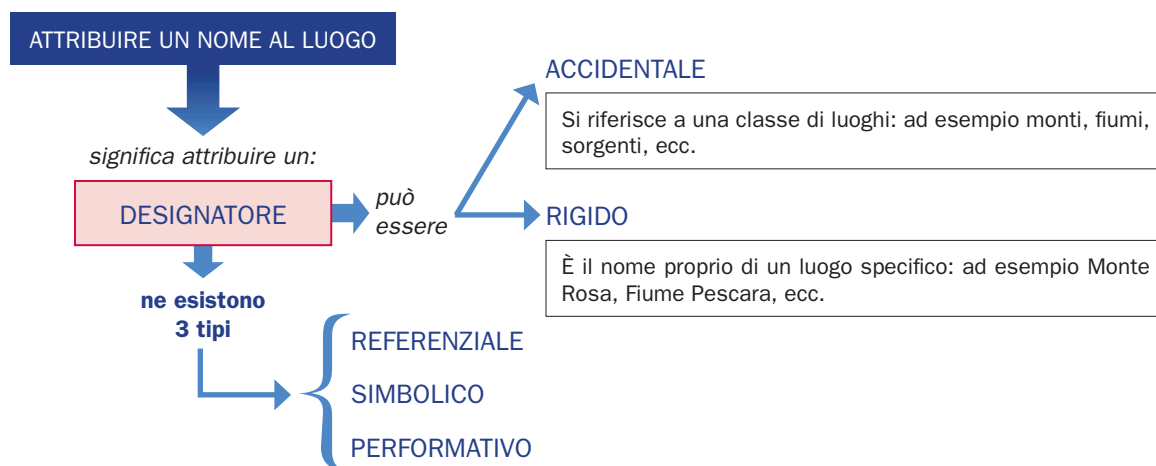 ATTRIBUIRE UN NOME AL LUOGO
significa attribuire un:
DESIGNATORE
può
essere
ACCIDENTALE
Si riferisce a una classe di luoghi: ad esempio monti, fiumi,
sorgenti, ecc.
RIGIDO
È il nome proprio di un luogo specifico: ad esempio Monte
Rosa, Fiume Pescara, ecc.
ne esistono
3 tipi
REFERENZIALE
SIMBOLICO
PERFORMATIVO